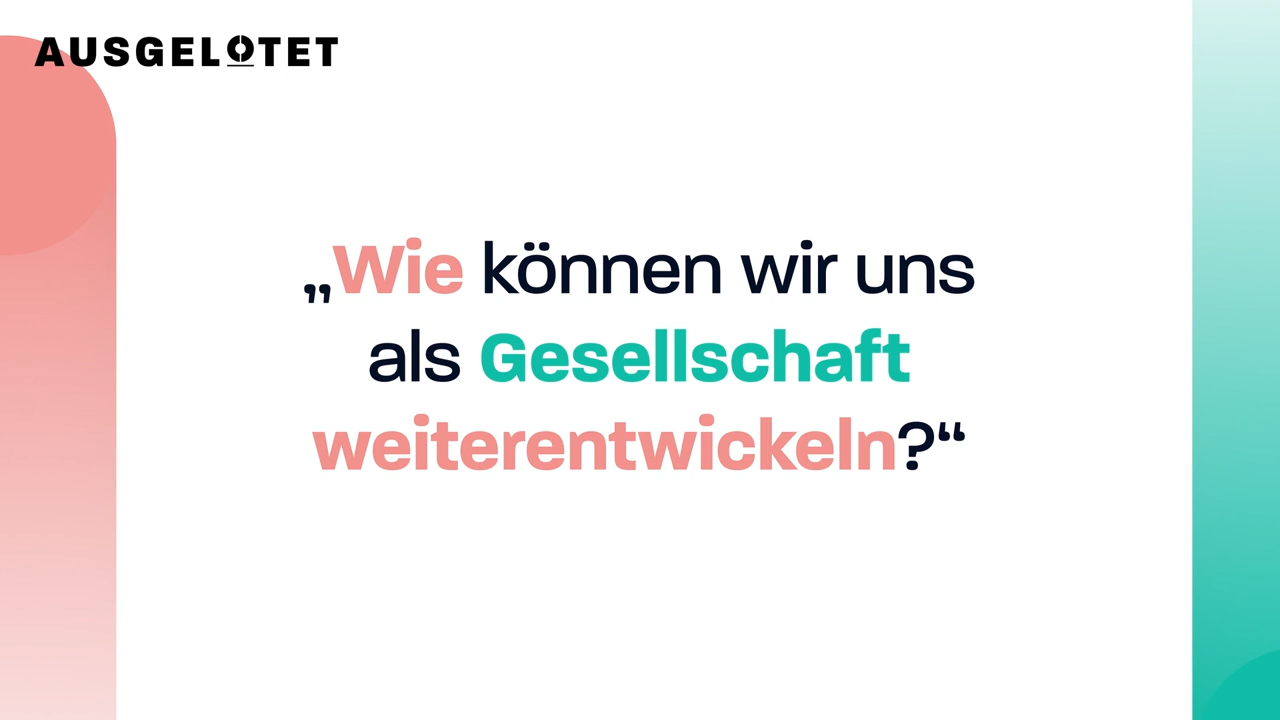 AUSGELOTET
„Wie können wir uns
als Gesellschaft
weiterentwickeln?“